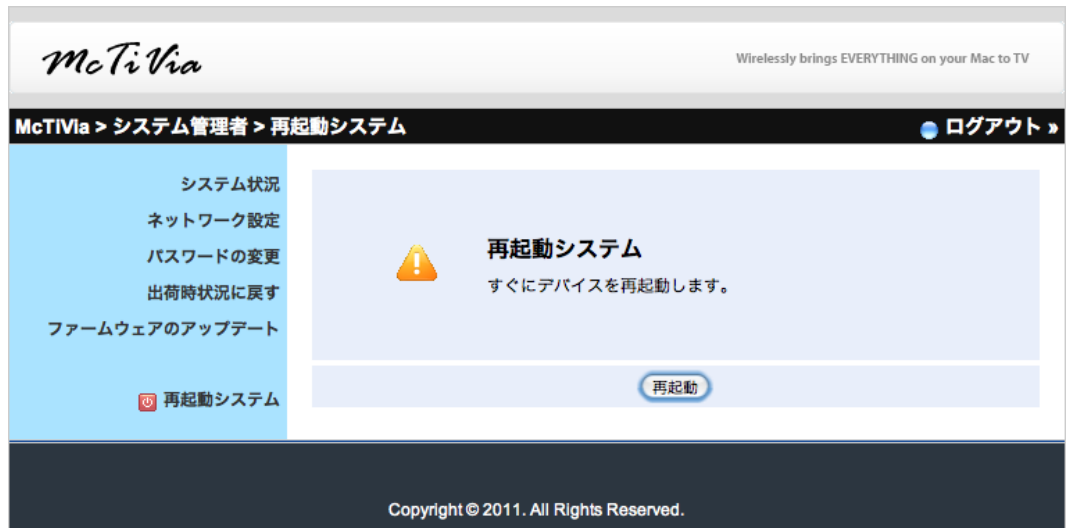 McTiVia
Wirelessly brings EVERYTHING on your Mac to TV
McTiVia > システム管理者 > 再起動システム
ログアウト »
システム状況
ネットワーク設定
パスワードの変更
出荷時状況に戻す
ファームウェアのアップデート
再起動システム
再起動システム
すぐにデバイスを再起動します。
再起動
Copyright © 2011. All Rights Reserved.